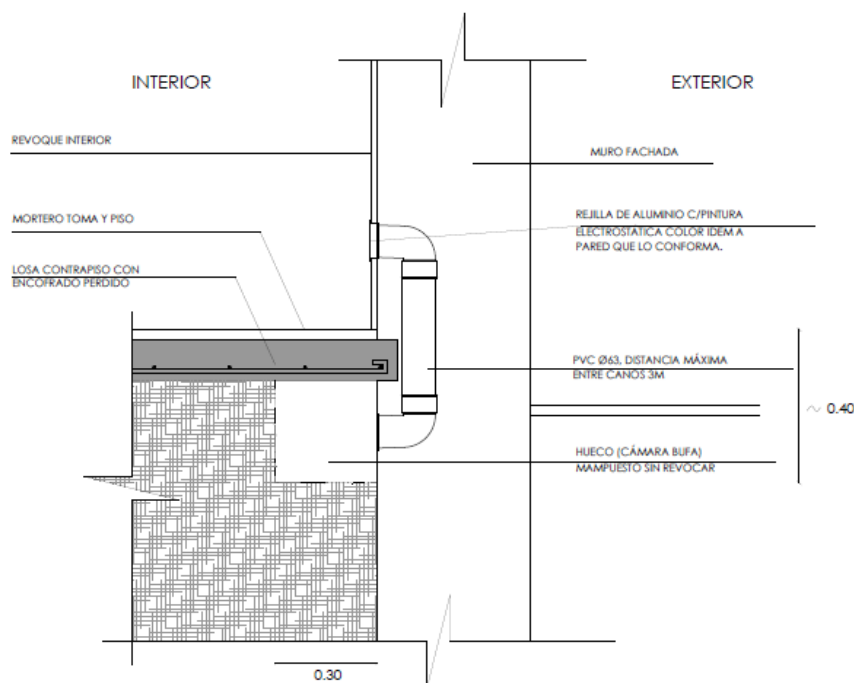 INTERIOR
EXTERIOR
REVOQUE INTERIOR
MURO FACHADA
MORTERO TOMA Y PISO
REJILLA DE ALUMINIO C/PINTURA
ELECTROSTATICA COLOR IDEM A
PARED QUE LO CONFORMA.
LOSA CONTRAPISO CON
ENCOFRADO PERDIDO
PVC Ø63, DISTANCIA MÁXIMA
ENTRE CAÑOS 3M
~ 0.40
HUECO (CÁMARA BUFA)
MAMPUESTO SIN REVOCAR
0.30